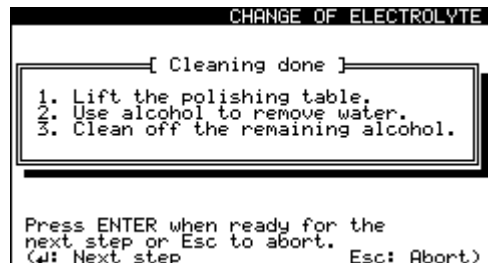 CHANGE OF ELECTROLYTE
[ Cleaning done ]
1. Lift the polishing table.
2. Use alcohol to remove water.
3. Clean off the remaining alcohol.
Press ENTER when ready for the
next step or Esc to abort.
(↲: Next step Esc: Abort)